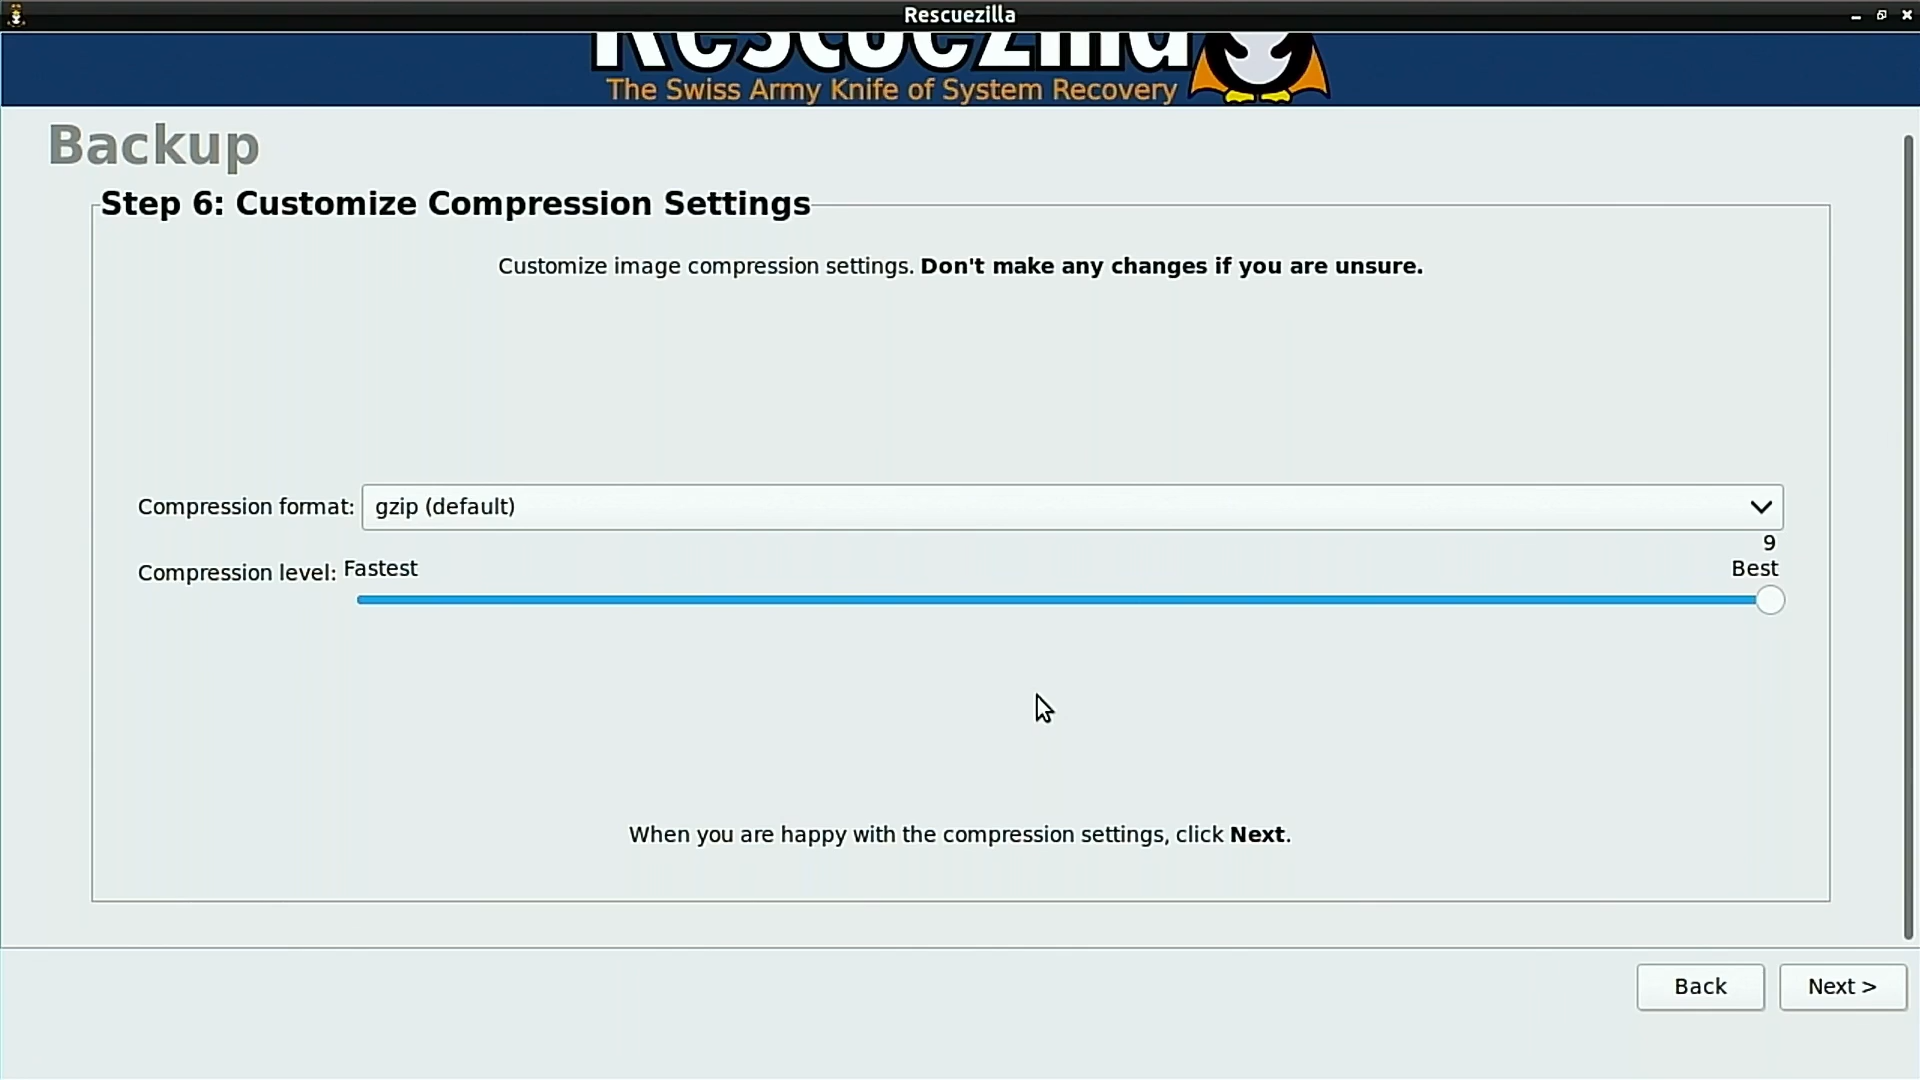 Rescuezilla
Rescuezilla
The Swiss Army Knife of System Recovery
Backup
Step 6: Customize Compression Settings
Customize image compression settings. Don't make any changes if you are unsure.
Compression format: gzip (default)
9
Compression level: Fastest Best
When you are happy with the compression settings, click Next.
Back Next >